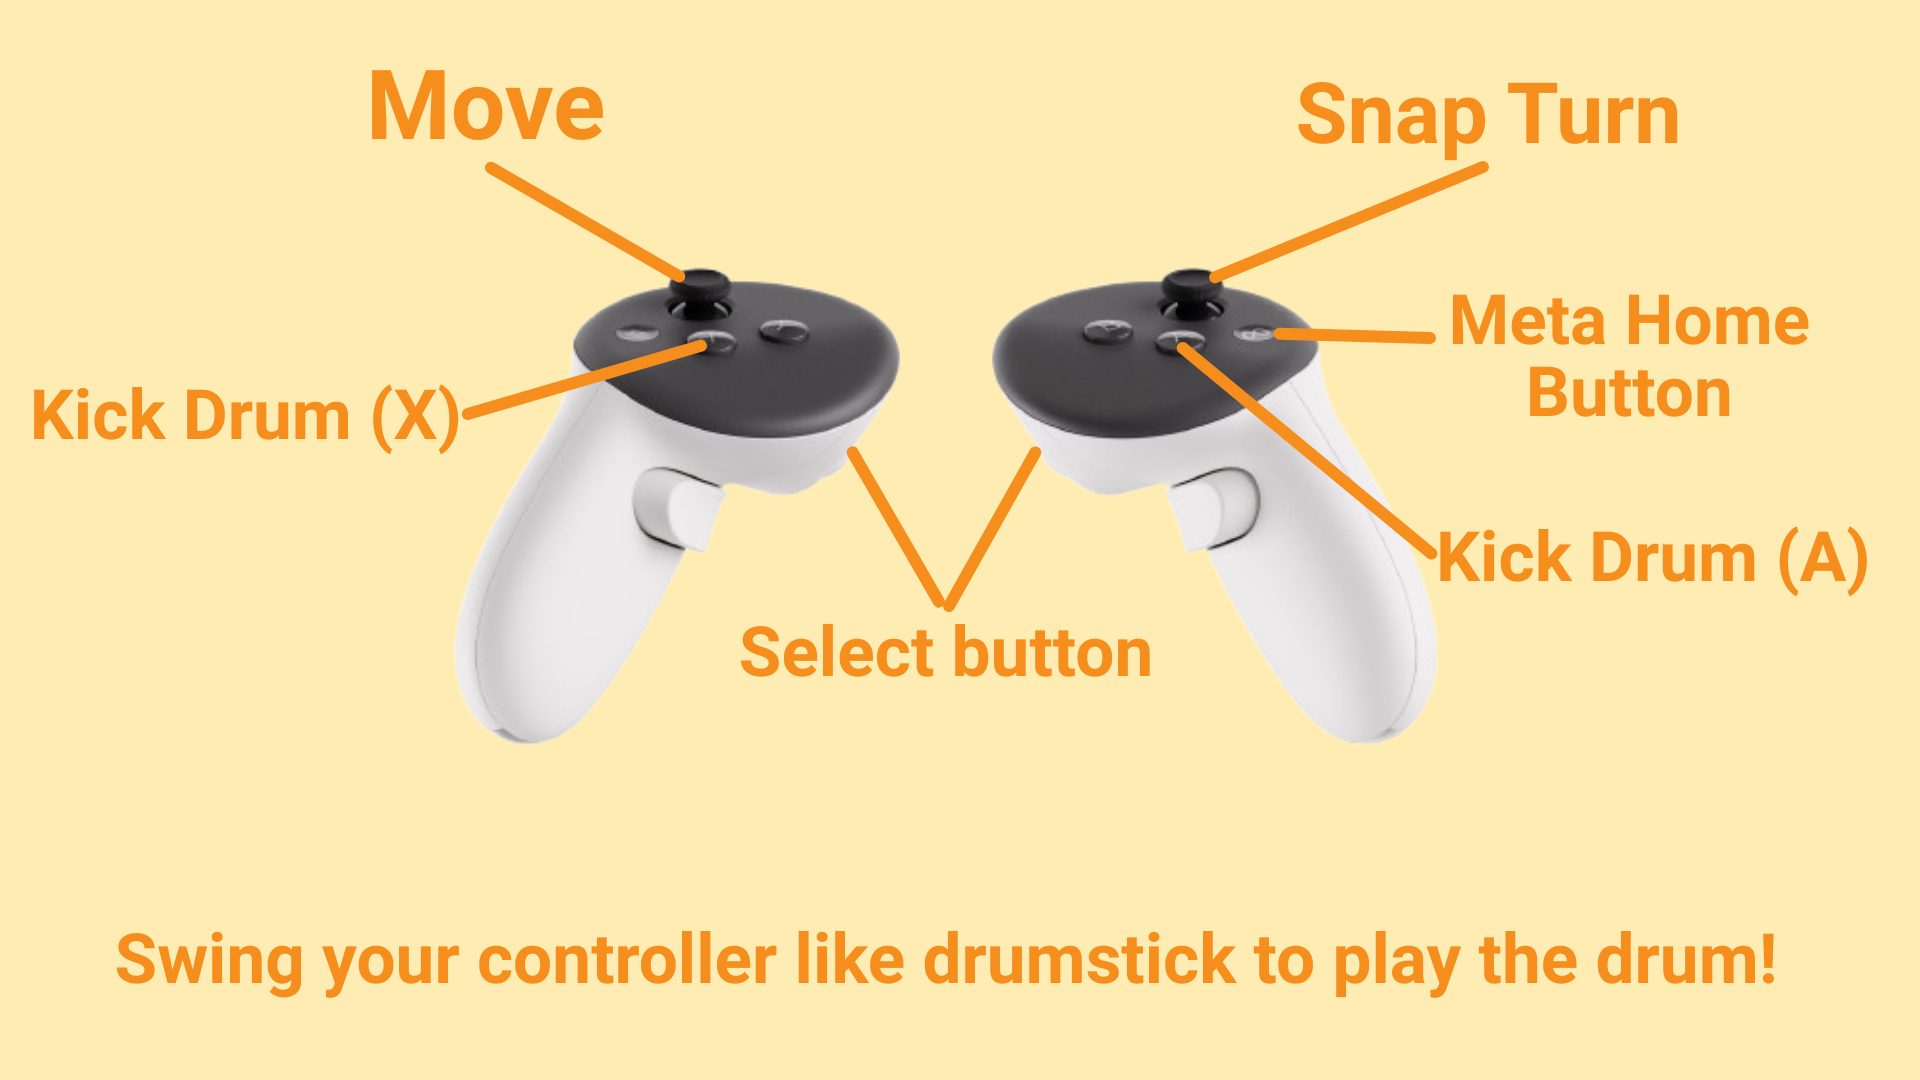 Move
Snap Turn
Meta Home
Button
Kick Drum (X)
Kick Drum (A)
Select button
Swing your controller like drumstick to play the drum!